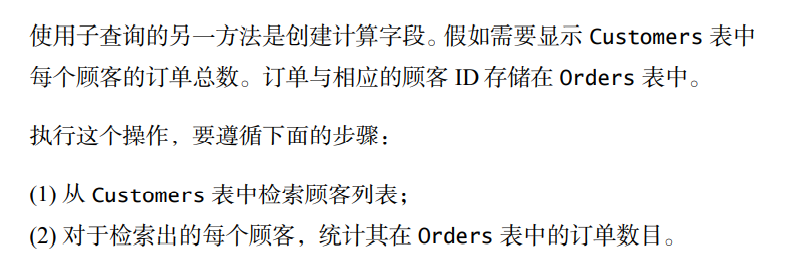 使用子查询的另一方法是创建计算字段。假如需要显示 Customers 表中
每个顾客的订单总数。订单与相应的顾客 ID 存储在 Orders 表中。
执行这个操作，要遵循下面的步骤：
(1) 从 Customers 表中检索顾客列表；
(2) 对于检索出的每个顾客，统计其在 Orders 表中的订单数目。